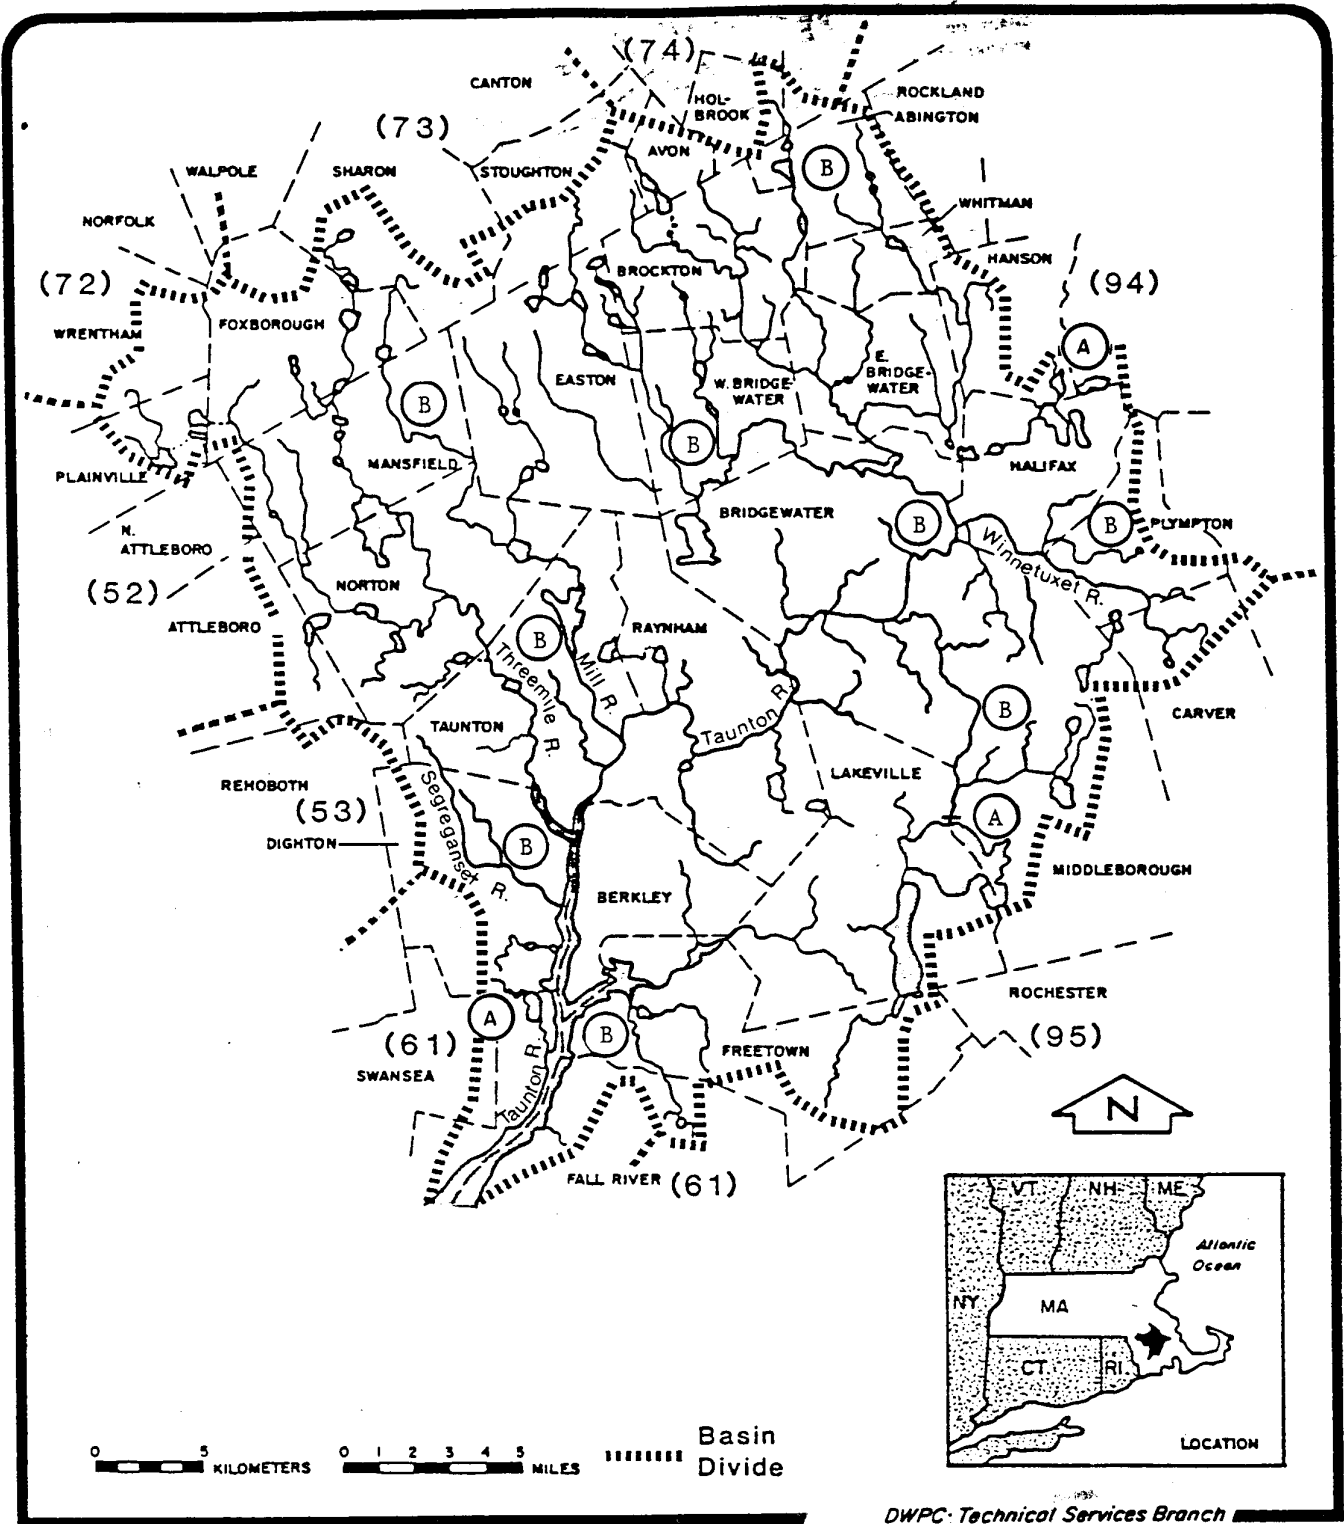 (74)
CANTON
ROCKLAND
HOL-
BROOK
ABINGTON
(73)
AVON
B
WALPOLE
SHARON
STOUGHTON
WHITMAN
NORFOLK
HANSON
BROCKTON
(72)
(94)
FOXBOROUGH
WRENTHAM
A
E.
BRIDGE-
WATER
EASTON
W. BRIDGE-
WATER
B
B
MANSFIELD
HALIFAX
PLAINVILLE
BRIDGEWATER
B
B
PLYMPTON
N.
ATTLEBORO
Winnetuxet R.
(52)
NORTON
ATTLEBORO
B
RAYNHAM
Threemile R.
Mill R.
Taunton R.
B
CARVER
TAUNTON
LAKEVILLE
REHOBOTH
Segreganset R.
(53)
A
DIGHTON
B
MIDDLEBOROUGH
BERKLEY
ROCHESTER
A
B
(95)
(61)
FREETOWN
SWANSEA
Taunton R.
N
FALL RIVER (61)
VT.
NH.
ME.
Atlantic
Ocean
NY.
MA
CT.
RI.
LOCATION
0 5
KILOMETERS
0 1 2 3 4 5
MILES
Basin
Divide
DWPC· Technical Services Branch